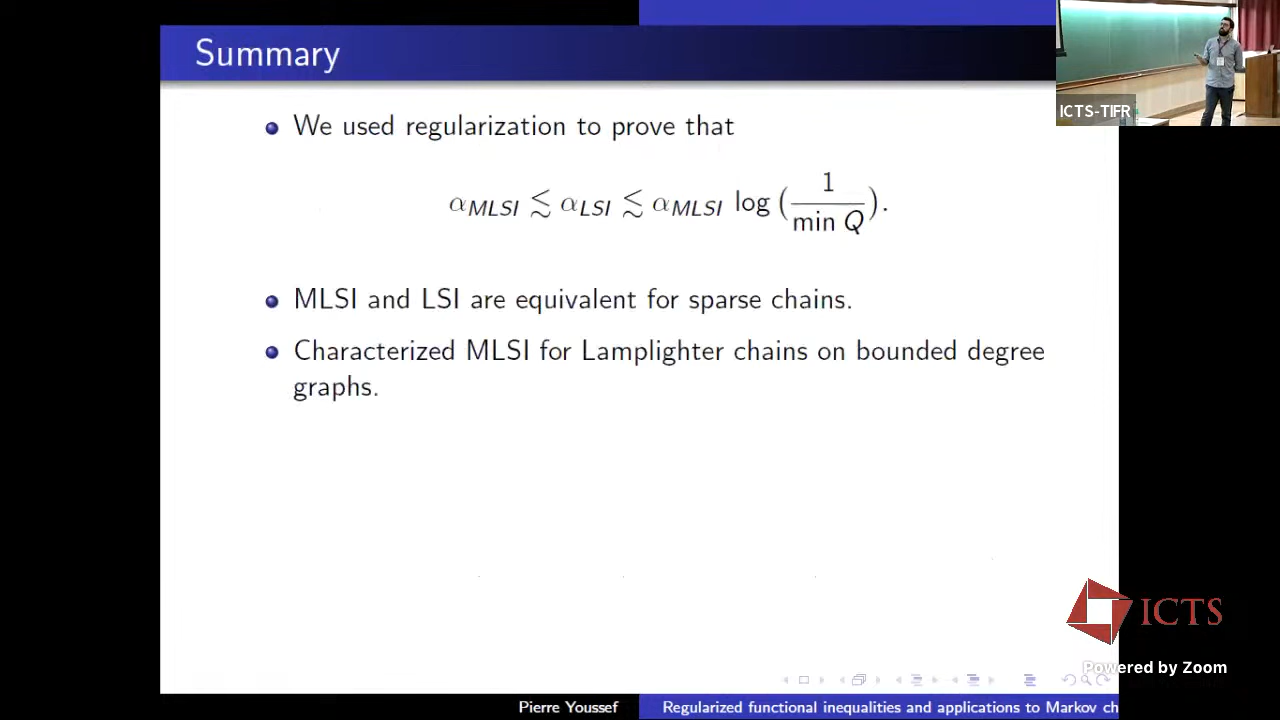 Summary
ICTS-TIFR
We used regularization to prove that
α_MLSI ≲ α_LSI ≲ α_MLSI log(1/min Q).
MLSI and LSI are equivalent for sparse chains.
Characterized MLSI for Lamplighter chains on bounded degree
graphs.
ICTS
Powered by Zoom
Pierre Youssef
Regularized functional inequalities and applications to Markov ch